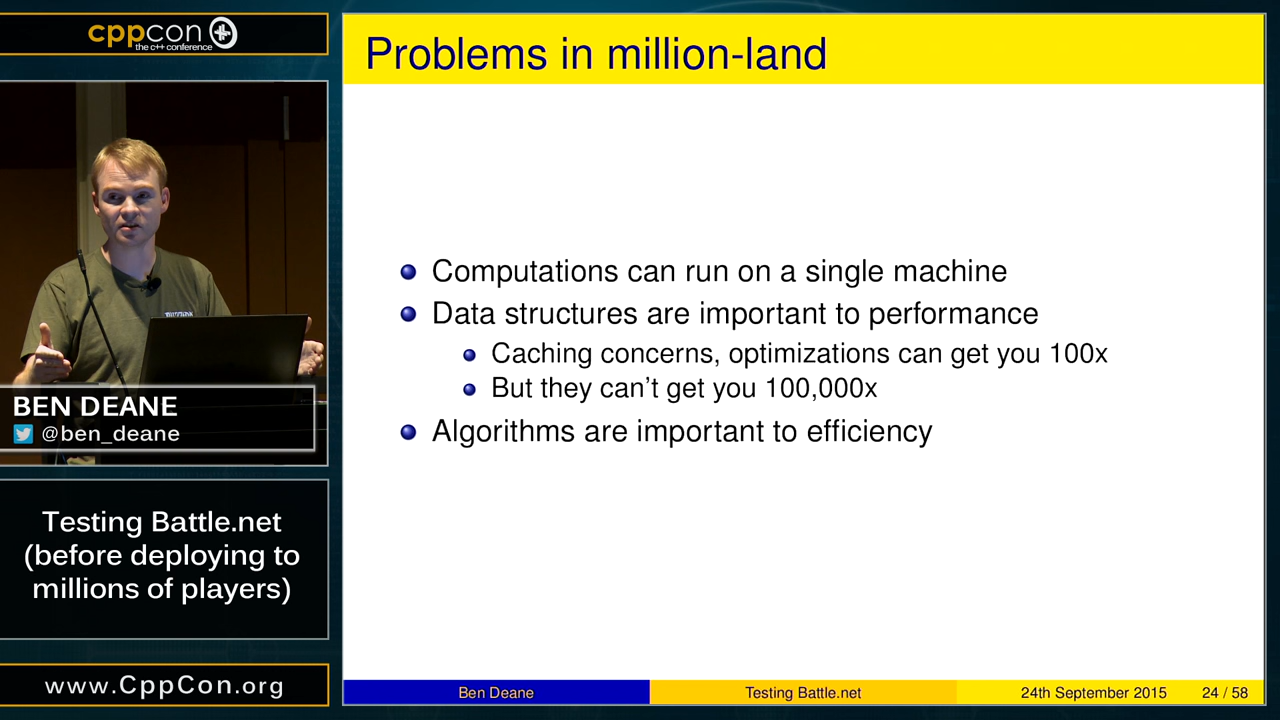 cppcon
the c++ conference
BEN DEANE
@ben_deane
Testing Battle.net
(before deploying to
millions of players)
www.CppCon.org
Problems in million-land
Computations can run on a single machine
Data structures are important to performance
Caching concerns, optimizations can get you 100x
But they can't get you 100,000x
Algorithms are important to efficiency
Ben Deane
Testing Battle.net
24th September 2015
24 / 58